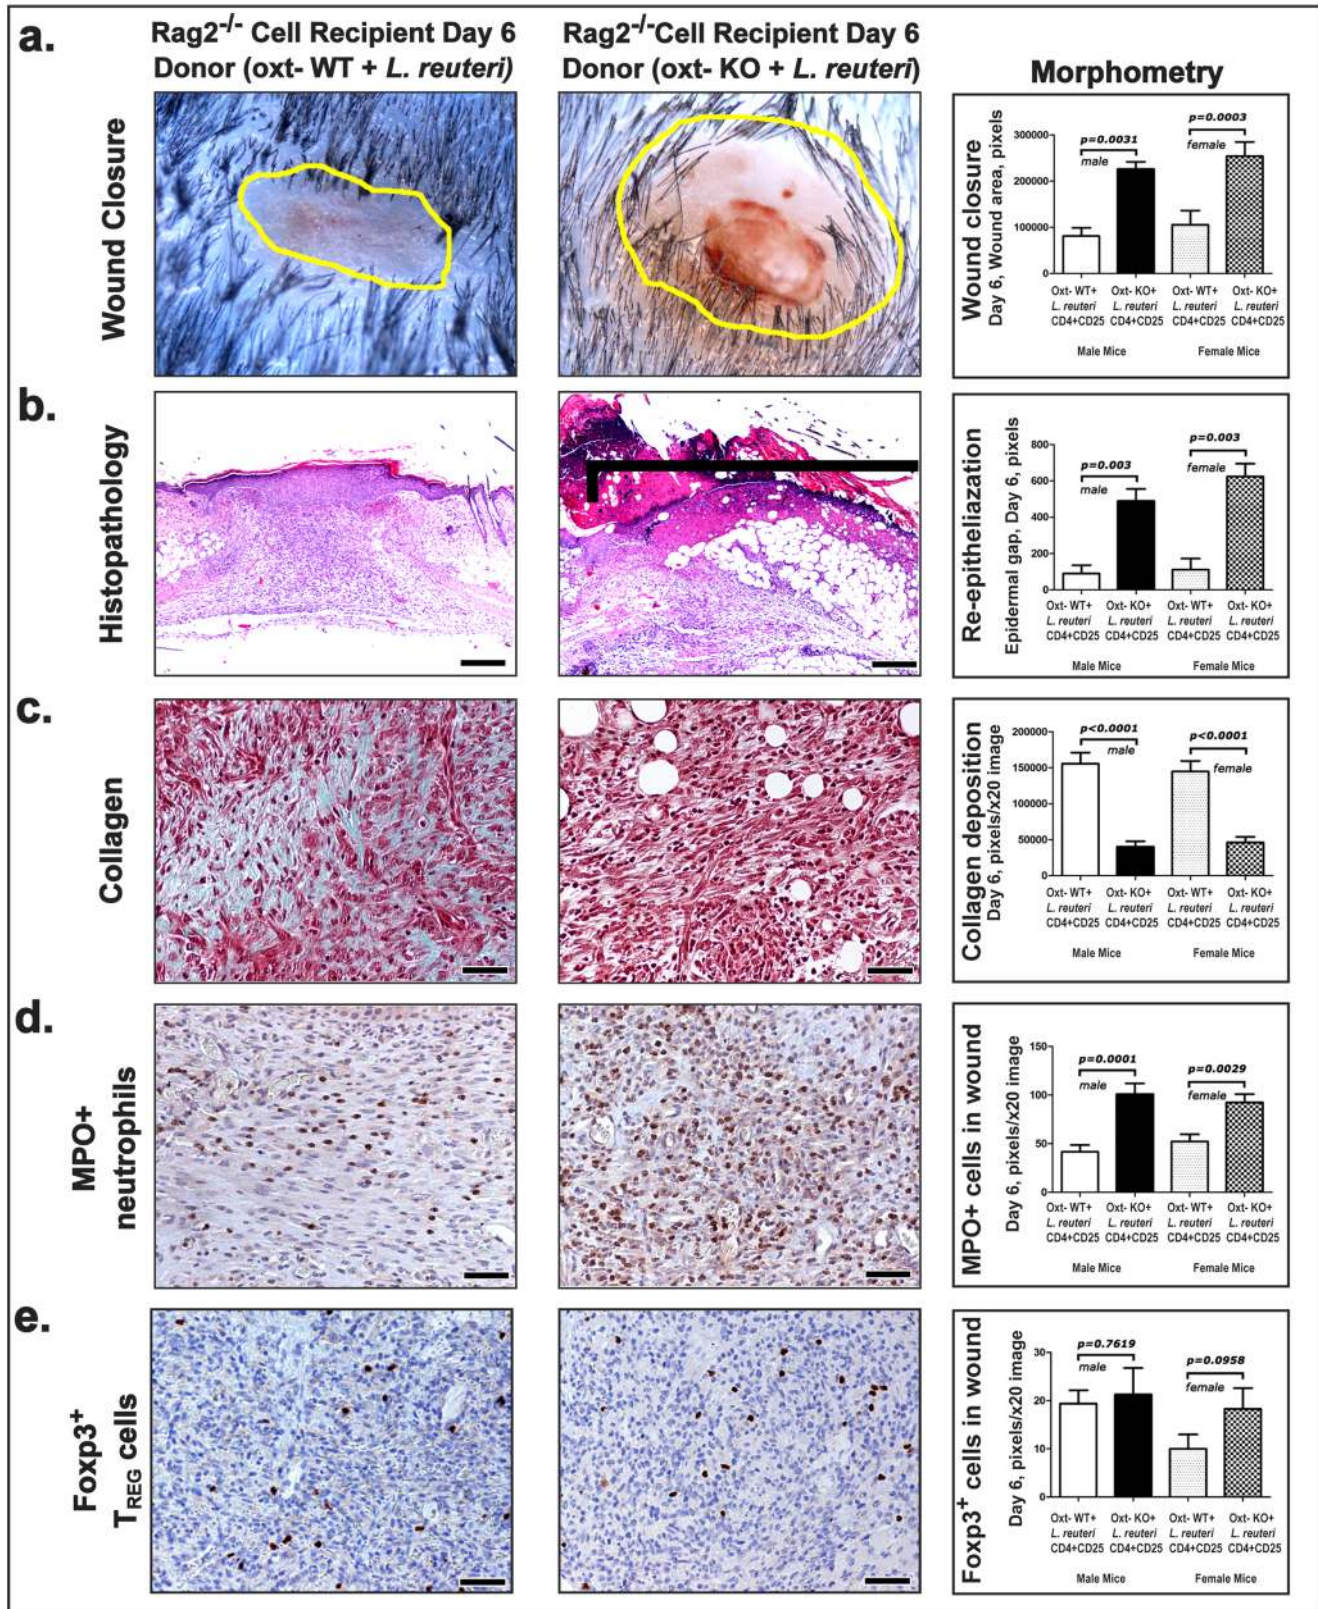 a.
Rag2-/- Cell Recipient Day 6
Donor (oxt- WT + L. reuteri)
Rag2-/-Cell Recipient Day 6
Donor (oxt- KO + L. reuteri)
Morphometry
Wound Closure
Wound closure
Day 6, Wound area, pixels
300000
200000
100000
0
p=0.0031
male
p=0.0003
female
Oxt- WT+ Oxt- KO+ Oxt- WT+ Oxt- KO+
L. reuteri L. reuteri L. reuteri L. reuteri
CD4+CD25 CD4+CD25 CD4+CD25 CD4+CD25
Male Mice Female Mice
b.
Histopathology
Re-epitheliazation
Epidermal gap, Day 6, pixels
800
600
400
200
0
p=0.003
male
p=0.003
female
Oxt- WT+ Oxt- KO+ Oxt- WT+ Oxt- KO+
L. reuteri L. reuteri L. reuteri L. reuteri
CD4+CD25 CD4+CD25 CD4+CD25 CD4+CD25
Male Mice Female Mice
c.
Collagen
Collagen deposition
Day 6, pixels/x20 image
200000
150000
100000
50000
0
p<0.0001
male
p<0.0001
female
Oxt- WT+ Oxt- KO+ Oxt- WT+ Oxt- KO+
L. reuteri L. reuteri L. reuteri L. reuteri
CD4+CD25 CD4+CD25 CD4+CD25 CD4+CD25
Male Mice Female Mice
d.
MPO+
neutrophils
MPO+ cells in wound
Day 6, pixels/x20 image
150
100
50
0
p=0.0001
male
p=0.0029
female
Oxt- WT+ Oxt- KO+ Oxt- WT+ Oxt- KO+
L. reuteri L. reuteri L. reuteri L. reuteri
CD4+CD25 CD4+CD25 CD4+CD25 CD4+CD25
Male Mice Female Mice
e.
Foxp3+
TREG cells
Foxp3+ cells in wound
Day 6, pixels/x20 image
30
20
10
0
p=0.7619
male
p=0.0958
female
Oxt- WT+ Oxt- KO+ Oxt- WT+ Oxt- KO+
L. reuteri L. reuteri L. reuteri L. reuteri
CD4+CD25 CD4+CD25 CD4+CD25 CD4+CD25
Male Mice Female Mice